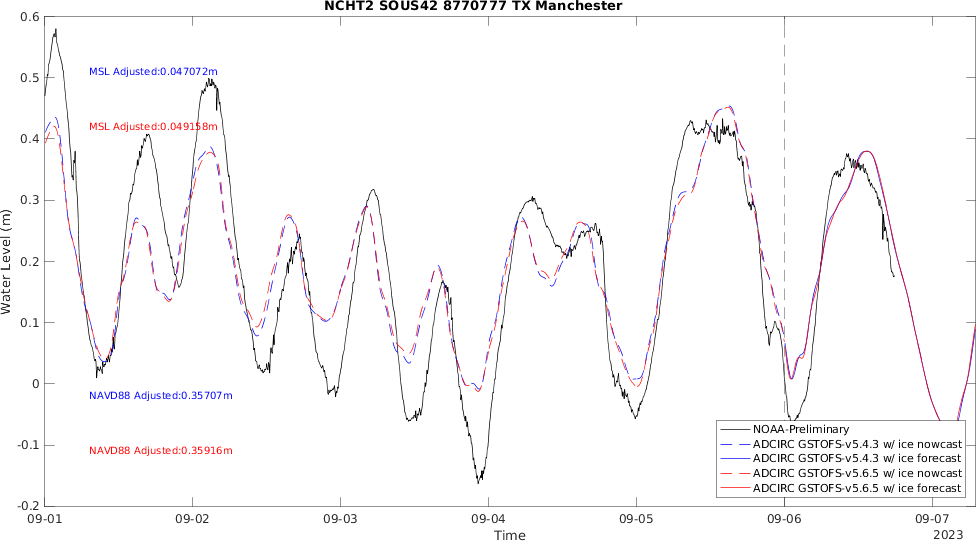 NCHT2 SOUS42 8770777 TX Manchester
0.6
0.5
0.4
0.3
0.2
0.1
0
-0.1
-0.2
Water Level (m)
MSL Adjusted:0.047072m
MSL Adjusted:0.049158m
NAVD88 Adjusted:0.35707m
NAVD88 Adjusted:0.35916m
NOAA-Preliminary
ADCIRC GSTOFS-v5.4.3 w/ ice nowcast
ADCIRC GSTOFS-v5.4.3 w/ ice forecast
ADCIRC GSTOFS-v5.6.5 w/ ice nowcast
ADCIRC GSTOFS-v5.6.5 w/ ice forecast
09-01 09-02 09-03 09-04 09-05 09-06 09-07
Time
2023